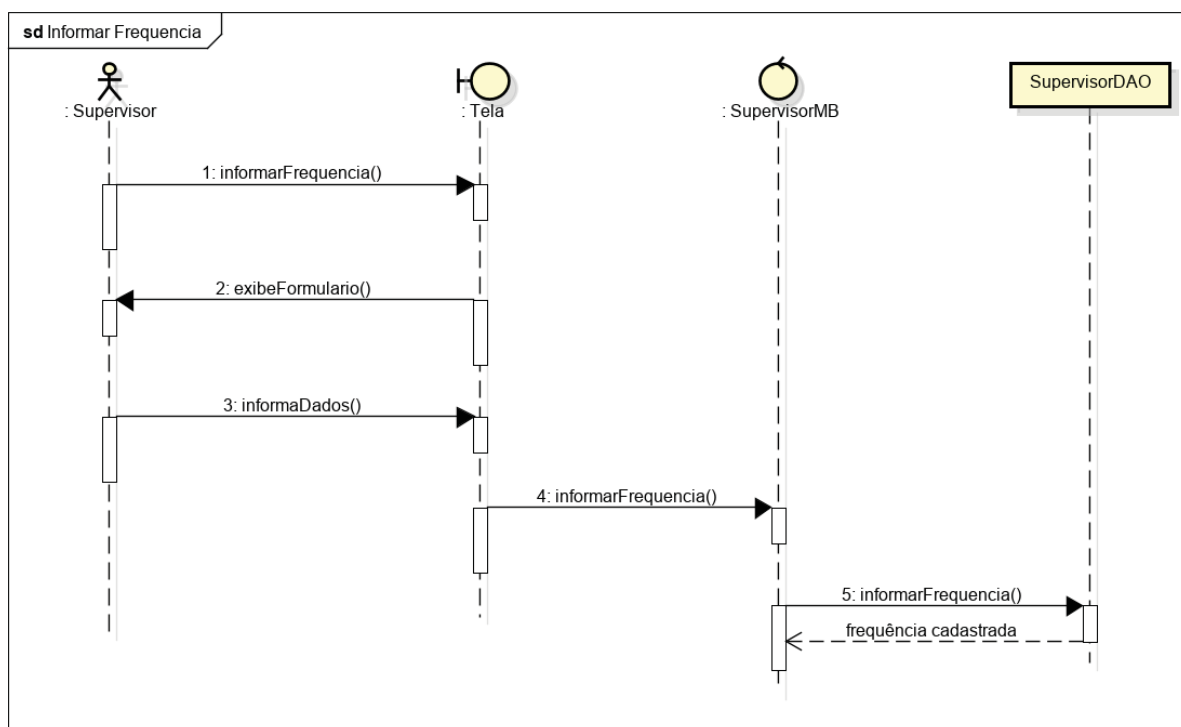 sd Informar Frequencia
: Supervisor
: Tela
: SupervisorMB
SupervisorDAO
1: informarFrequencia()
2: exibeFormulario()
3: informaDados()
4: informarFrequencia()
5: informarFrequencia()
frequência cadastrada